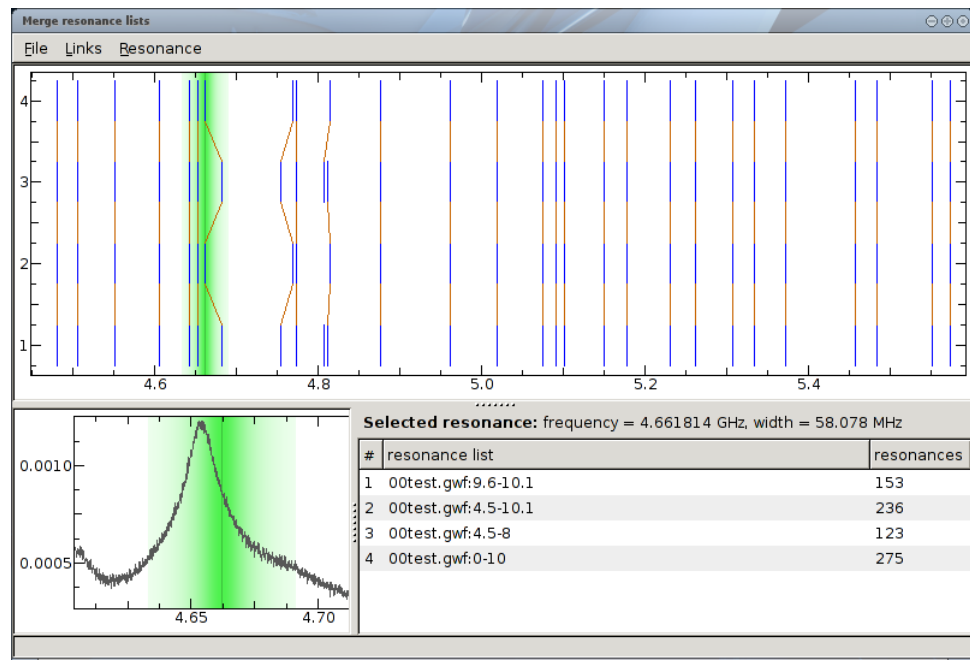 Merge resonance lists
File Links Resonance
4
3
2
1
4.6 4.8 5.0 5.2 5.4
0.0010
0.0005
4.65 4.70
Selected resonance: frequency = 4.661814 GHz, width = 58.078 MHz
# resonance list resonances
1 00test.gwf:9.6-10.1 153
2 00test.gwf:4.5-10.1 236
3 00test.gwf:4.5-8 123
4 00test.gwf:0-10 275